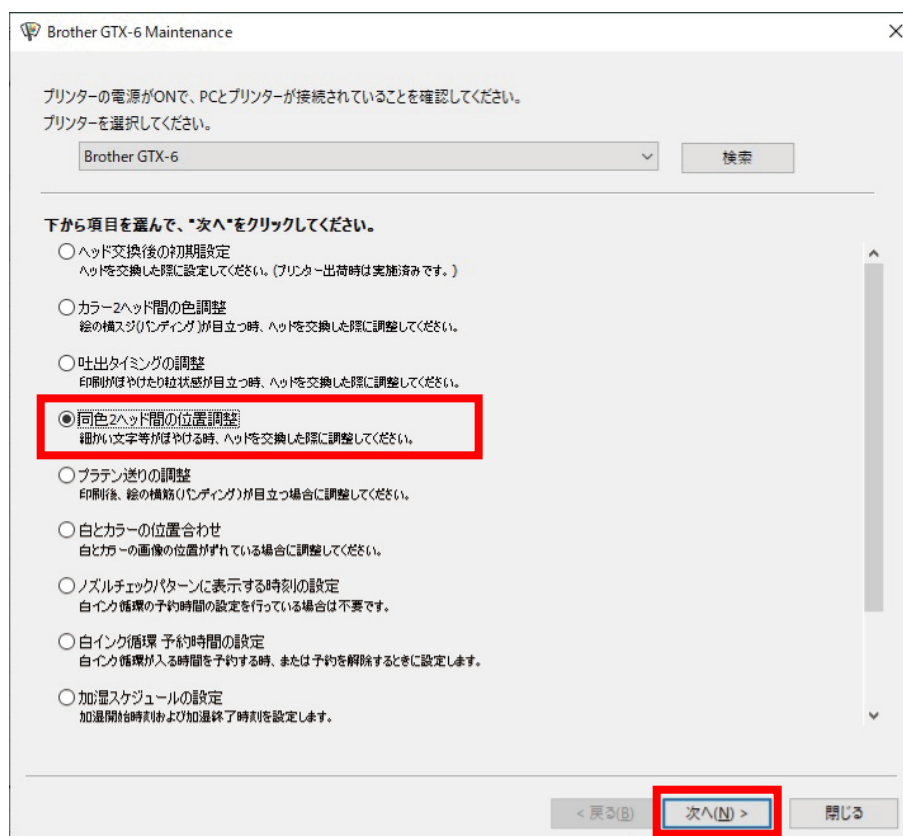 Brother GTX-6 Maintenance
プリンターの電源がONで、PCとプリンターが接続されていることを確認してください。
プリンターを選択してください。
Brother GTX-6
検索
下から項目を選んで、"次へ"をクリックしてください。
ヘッド交換後の初期設定
ヘッドを交換した際に設定してください。(プリンター出荷時は実施済みです。)
カラー2ヘッド間の色調整
絵の横スジ(バンディング)が目立つ時、ヘッドを交換した際に調整してください。
吐出タイミングの調整
印刷がぼやけたり粒状感が目立つ時、ヘッドを交換した際に調整してください。
同色2ヘッド間の位置調整
細かい文字等がぼやける時、ヘッドを交換した際に調整してください。
プラテン送りの調整
印刷後、絵の横筋(バンディング)が目立つ場合に調整してください。
白とカラーの位置合わせ
白とカラーの画像の位置がずれている場合に調整してください。
ノズルチェックパターンに表示する時刻の設定
白インク循環の予約時間の設定を行っている場合は不要です。
白インク循環 予約時間の設定
白インク循環が入る時間を予約する時、または予約を解除するときに設定します。
加湿スケジュールの設定
加湿開始時刻および加湿終了時刻を設定します。
< 戻る(B)
次へ(N) >
閉じる